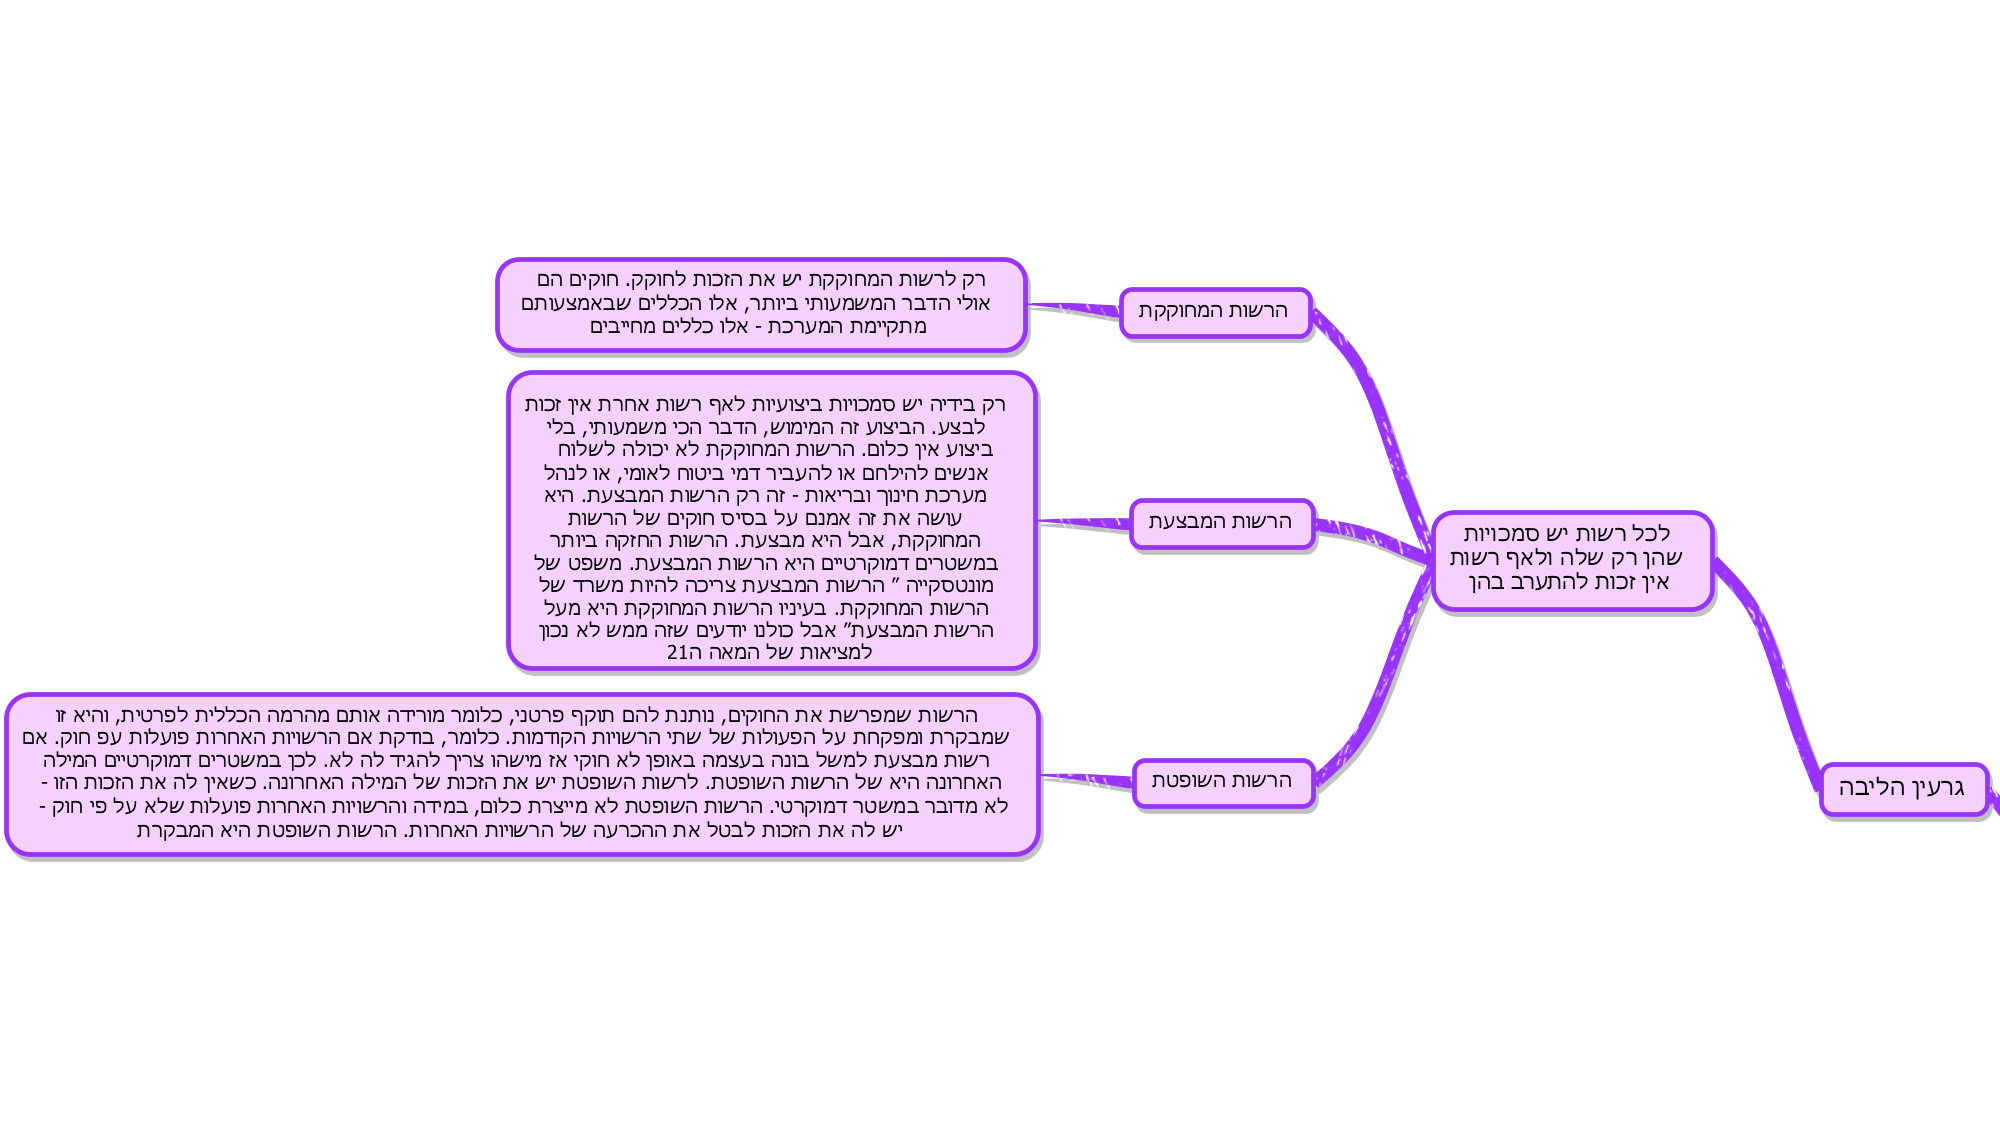 גרעין הליבה
לכל רשות יש סמכויות
שהן רק שלה ולאף רשות
אין זכות להתערב בהן
הרשות המחוקקת
רק לרשות המחוקקת יש את הזכות לחוקק. חוקים הם
אולי הדבר המשמעותי ביותר, אלו הכללים שבאמצעותם
מתקיימת המערכת - אלו כללים מחייבים
הרשות המבצעת
רק בידיה יש סמכויות ביצועיות לאף רשות אחרת אין זכות
לבצע. הביצוע זה המימוש, הדבר הכי משמעותי, בלי
ביצוע אין כלום. הרשות המחוקקת לא יכולה לשלוח
אנשים להילחם או להעביר דמי ביטוח לאומי, או לנהל
מערכת חינוך ובריאות - זה רק הרשות המבצעת. היא
עושה את זה אמנם על בסיס חוקים של הרשות
המחוקקת, אבל היא מבצעת. הרשות החזקה ביותר
במשטרים דמוקרטיים היא הרשות המבצעת. משפט של
מונטסקייה " הרשות המבצעת צריכה להיות משרד של
הרשות המחוקקת. בעיניו הרשות המחוקקת היא מעל
הרשות המבצעת" אבל כולנו יודעים שזה ממש לא נכון
למציאות של המאה ה21
הרשות השופטת
הרשות שמפרשת את החוקים, נותנת להם תוקף פרטני, כלומר מורידה אותם מהרמה הכללית לפרטית, והיא זו
שמבקרת ומפקחת על הפעולות של שתי הרשויות הקודמות. כלומר, בודקת אם הרשויות האחרות פועלות עפ חוק. אם
רשות מבצעת למשל בונה בעצמה באופן לא חוקי אז מישהו צריך להגיד לה לא. לכן במשטרים דמוקרטיים המילה
האחרונה היא של הרשות השופטת. לרשות השופטת יש את הזכות של המילה האחרונה. כשאין לה את הזכות הזו -
לא מדובר במשטר דמוקרטי. הרשות השופטת לא מייצרת כלום, במידה והרשויות האחרות פועלות שלא על פי חוק -
יש לה את הזכות לבטל את ההכרעה של הרשויות האחרות. הרשות השופטת היא המבקרת